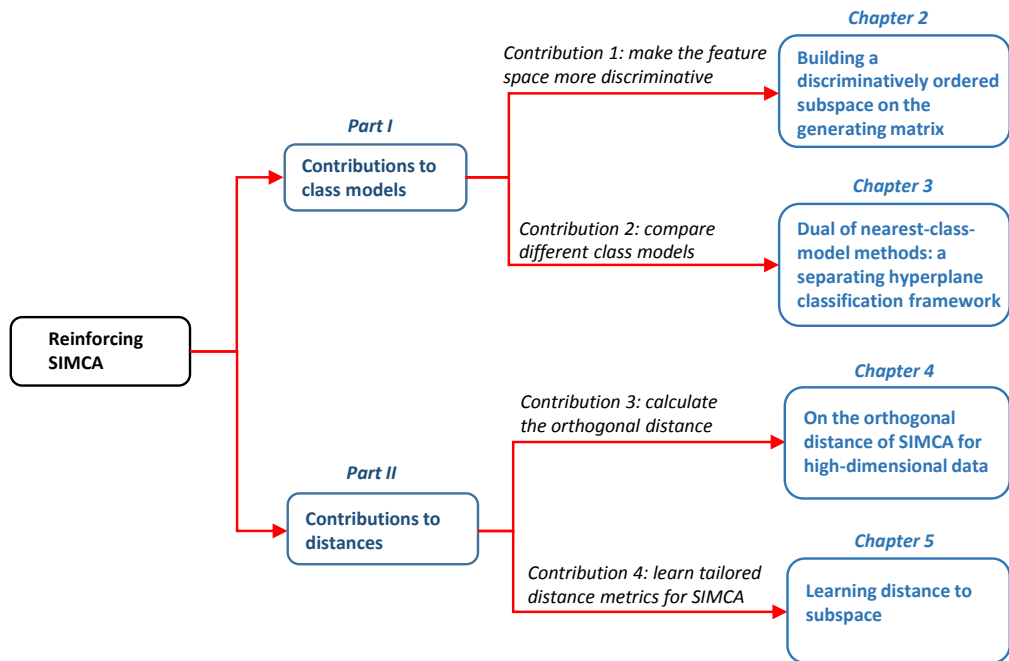 Reinforcing
SIMCA
Part I
Contributions to
class models
Contribution 1: make the feature
space more discriminative
Chapter 2
Building a
discriminatively ordered
subspace on the
generating matrix
Contribution 2: compare
different class models
Chapter 3
Dual of nearest-class-
model methods: a
separating hyperplane
classification framework
Part II
Contributions to
distances
Contribution 3: calculate
the orthogonal distance
Chapter 4
On the orthogonal
distance of SIMCA for
high-dimensional data
Contribution 4: learn tailored
distance metrics for SIMCA
Chapter 5
Learning distance to
subspace